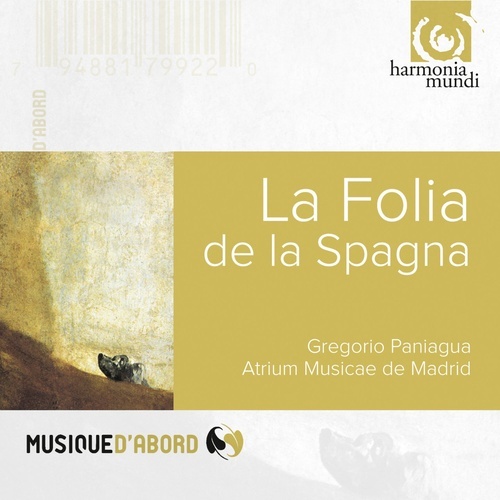 7 94881 79922 0
D'ABORD
harmonia
mundi
La Folia
de la Spagna
Gregorio Paniagua
Atrium Musicae de Madrid
MUSIQUE D'ABORD